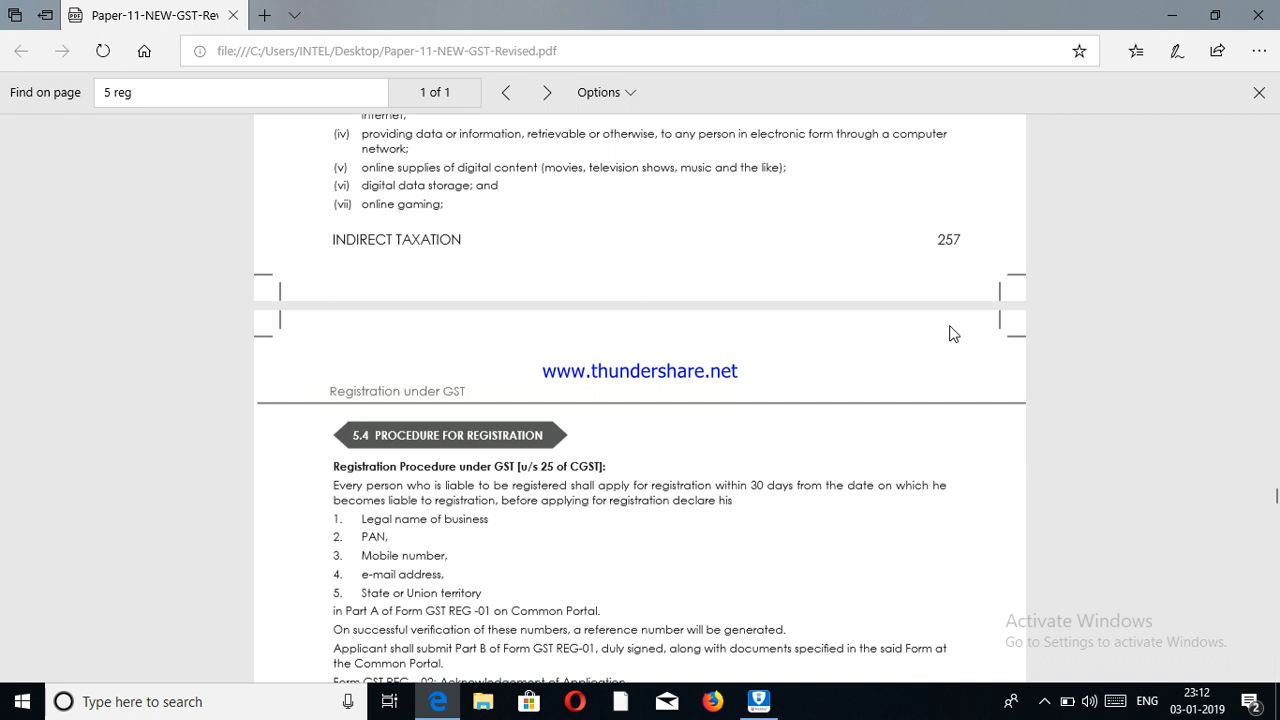 Paper-11-NEW-GST-Rev
file:///C:/Users/INTEL/Desktop/Paper-11-NEW-GST-Revised.pdf
Find on page
5 reg
1 of 1
Options
internet;
(iv) providing data or information, retrievable or otherwise, to any person in electronic form through a computer
network;
(v) online supplies of digital content (movies, television shows, music and the like);
(vi) digital data storage; and
(vii) online gaming;
INDIRECT TAXATION 257
www.thundershare.net
Registration under GST
5.4 PROCEDURE FOR REGISTRATION
Registration Procedure under GST [u/s 25 of CGST]:
Every person who is liable to be registered shall apply for registration within 30 days from the date on which he
becomes liable to registration, before applying for registration declare his
1. Legal name of business
2. PAN,
3. Mobile number,
4. e-mail address,
5. State or Union territory
in Part A of Form GST REG -01 on Common Portal.
On successful verification of these numbers, a reference number will be generated.
Applicant shall submit Part B of Form GST REG-01, duly signed, along with documents specified in the said Form at
the Common Portal.
Form GST REG - 02: Acknowledgement of Application
Activate Windows
Go to Settings to activate Windows.
Type here to search
ENG
23:12
03-01-2019
2